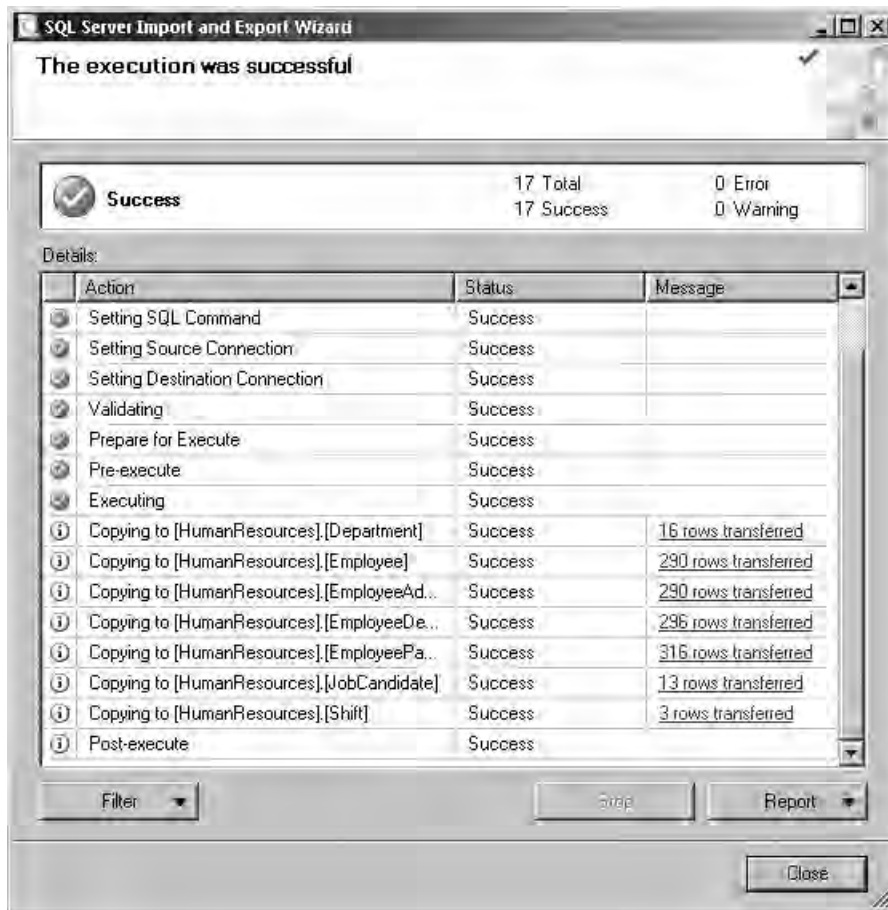 SQL Server Import and Export Wizard
The execution was successful
Success
17 Total 0 Error
17 Success 0 Warning
Details:
Action Status Message
Setting SQL Command Success
Setting Source Connection Success
Setting Destination Connection Success
Validating Success
Prepare for Execute Success
Pre-execute Success
Executing Success
Copying to [HumanResources].[Department] Success 16 rows transferred
Copying to [HumanResources].[Employee] Success 290 rows transferred
Copying to [HumanResources].[EmployeeAd... Success 290 rows transferred
Copying to [HumanResources].[EmployeeDe... Success 296 rows transferred
Copying to [HumanResources].[EmployeePa... Success 316 rows transferred
Copying to [HumanResources].[JobCandidate] Success 13 rows transferred
Copying to [HumanResources].[Shift] Success 3 rows transferred
Post-execute Success
Filter Stop Report
Close